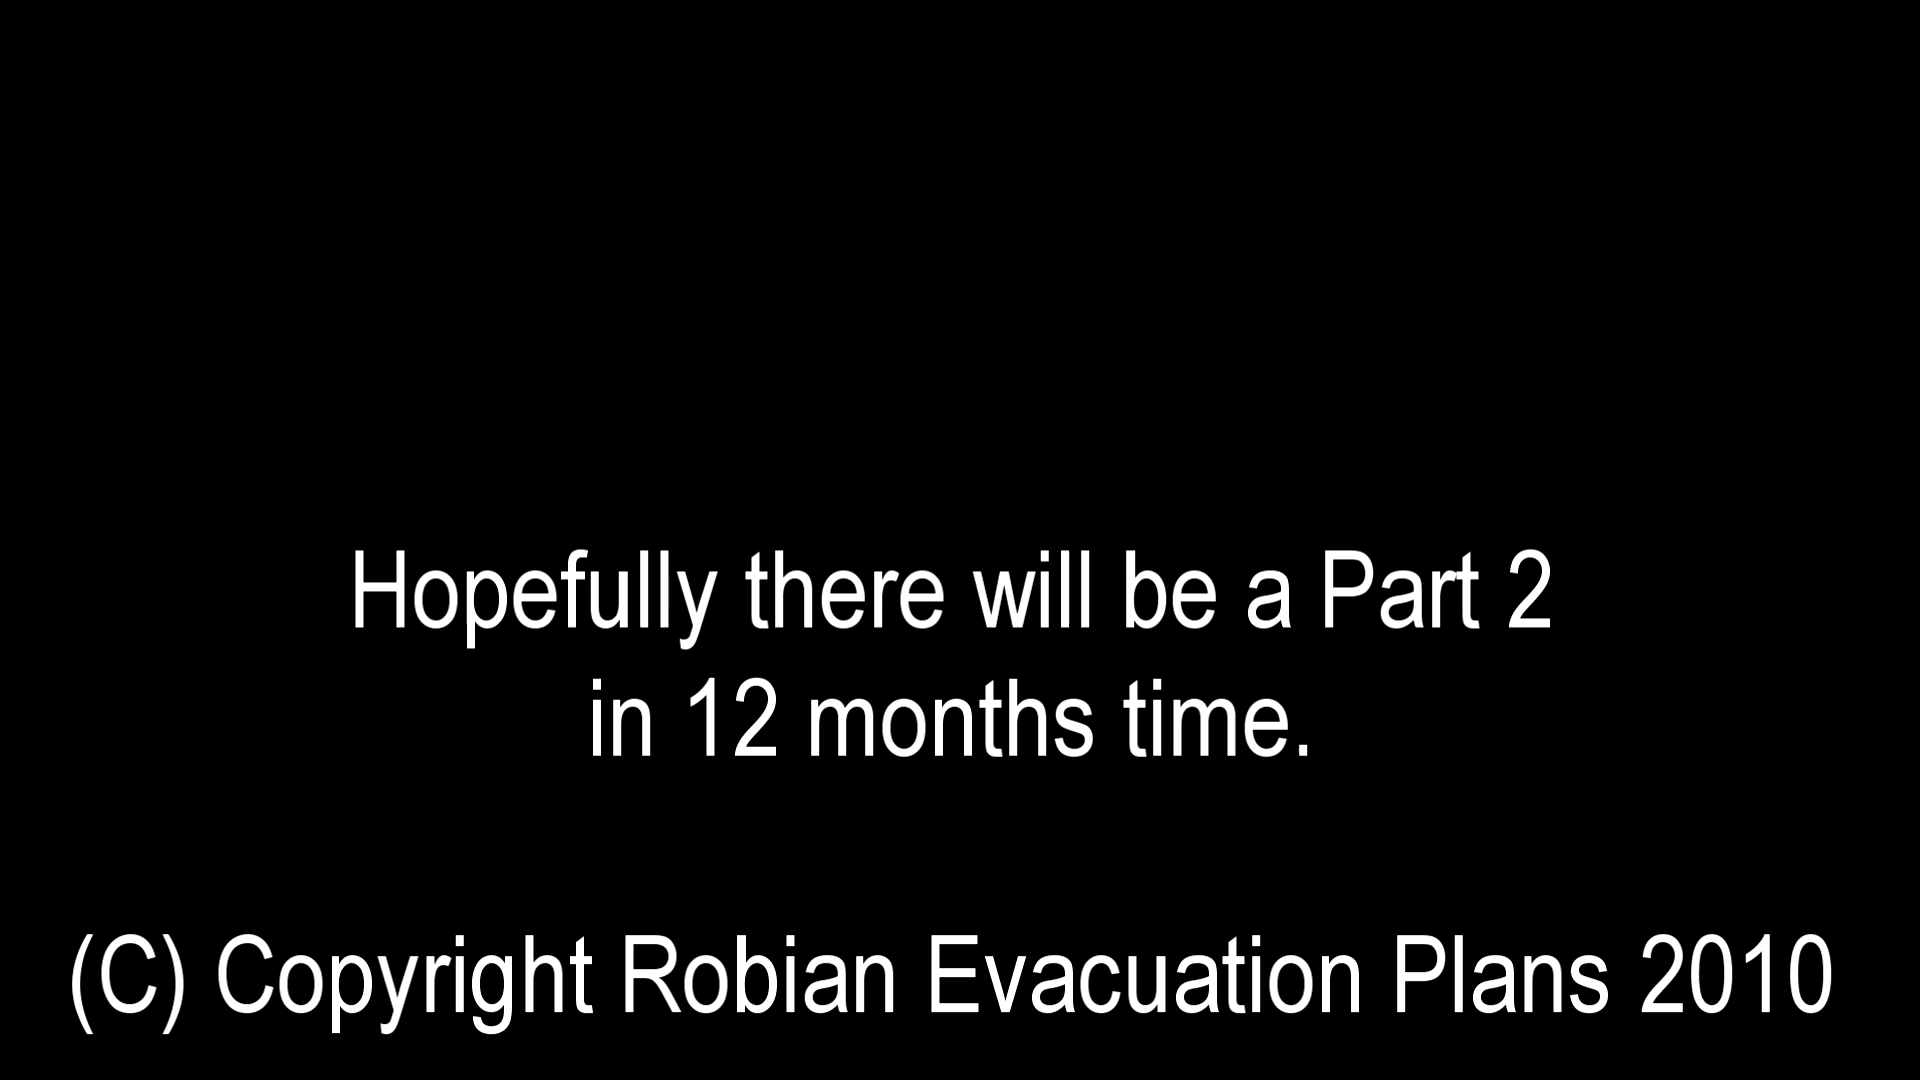 Hopefully there will be a Part 2
in 12 months time.
(C) Copyright Robian Evacuation Plans 2010